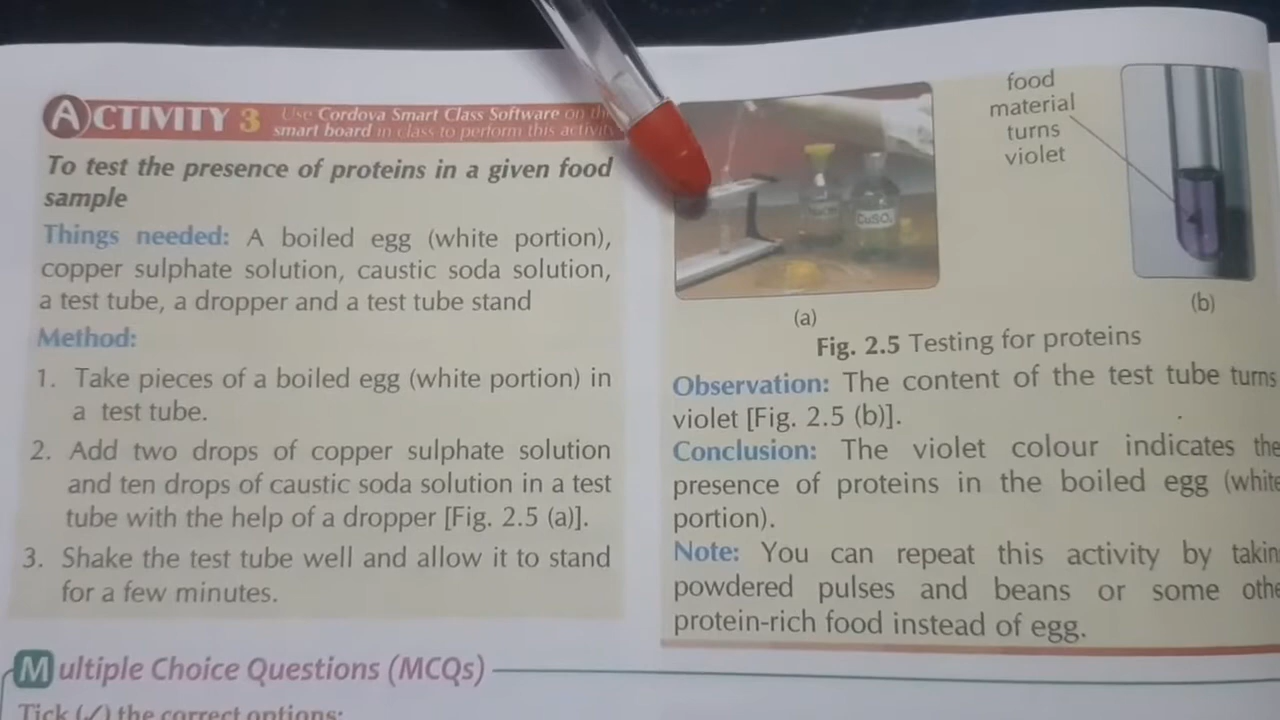 ACTIVITY 3 Use Cordova Smart Class Software on th
smart board in class to perform this activit
To test the presence of proteins in a given food
sample
Things needed: A boiled egg (white portion),
copper sulphate solution, caustic soda solution,
a test tube, a dropper and a test tube stand
Method:
1. Take pieces of a boiled egg (white portion) in
a test tube.
2. Add two drops of copper sulphate solution
and ten drops of caustic soda solution in a test
tube with the help of a dropper [Fig. 2.5 (a)].
3. Shake the test tube well and allow it to stand
for a few minutes.
CuSO₄
food
material
turns
violet
(a)
(b)
Fig. 2.5 Testing for proteins
Observation: The content of the test tube turns
violet [Fig. 2.5 (b)].
Conclusion: The violet colour indicates the
presence of proteins in the boiled egg (white
portion).
Note: You can repeat this activity by takin
powdered pulses and beans or some othe
protein-rich food instead of egg.
Multiple Choice Questions (MCQs)
Tick (✓) the correct options: